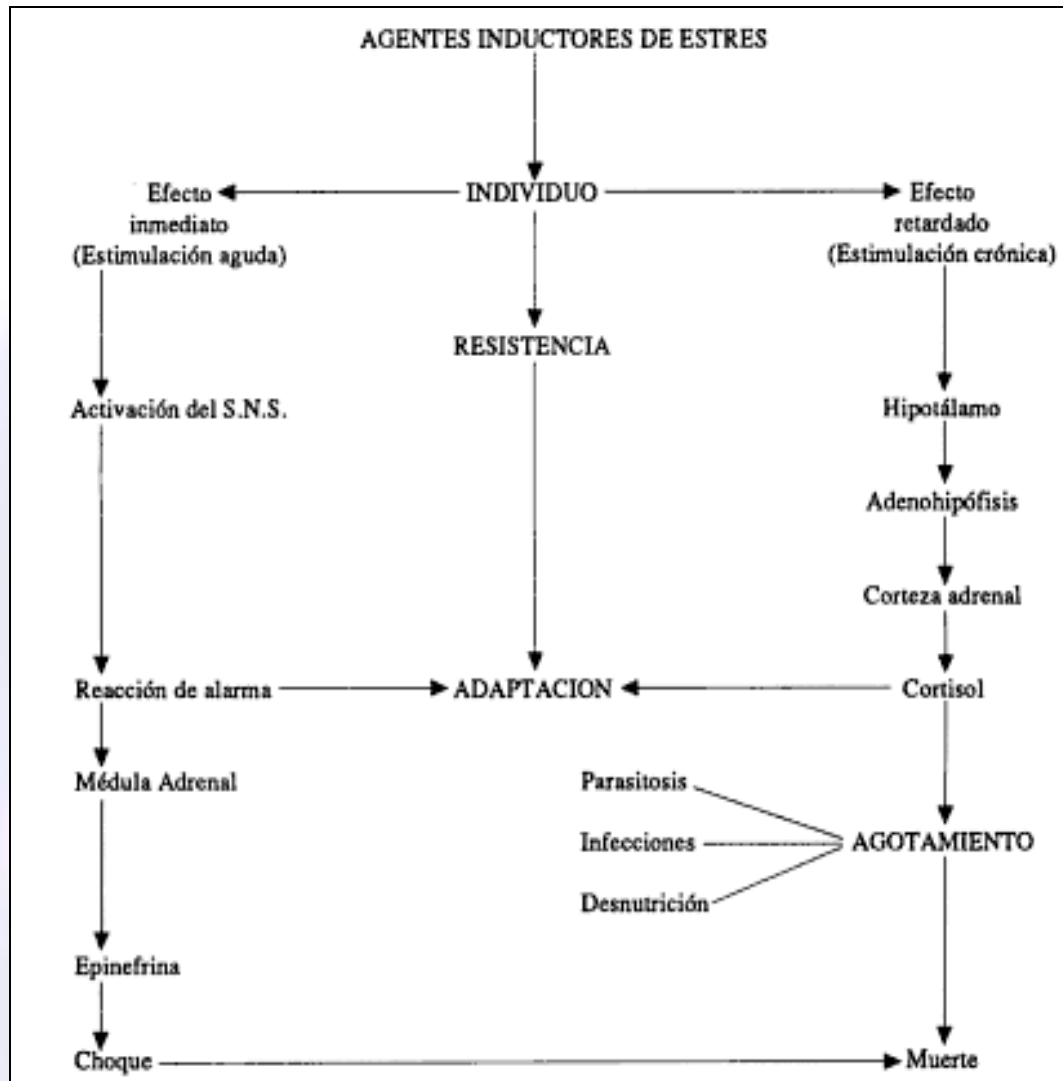 AGENTES INDUCTORES DE ESTRES
Efecto
inmediato
(Estimulación aguda)
INDIVIDUO
Efecto
retardado
(Estimulación crónica)
RESISTENCIA
Activación del S.N.S.
Hipotálamo
Adenohipófisis
Corteza adrenal
Reacción de alarma
ADAPTACION
Cortisol
Médula Adrenal
Parasitosis
Infecciones
AGOTAMIENTO
Desnutrición
Epinefrina
Choque
Muerte